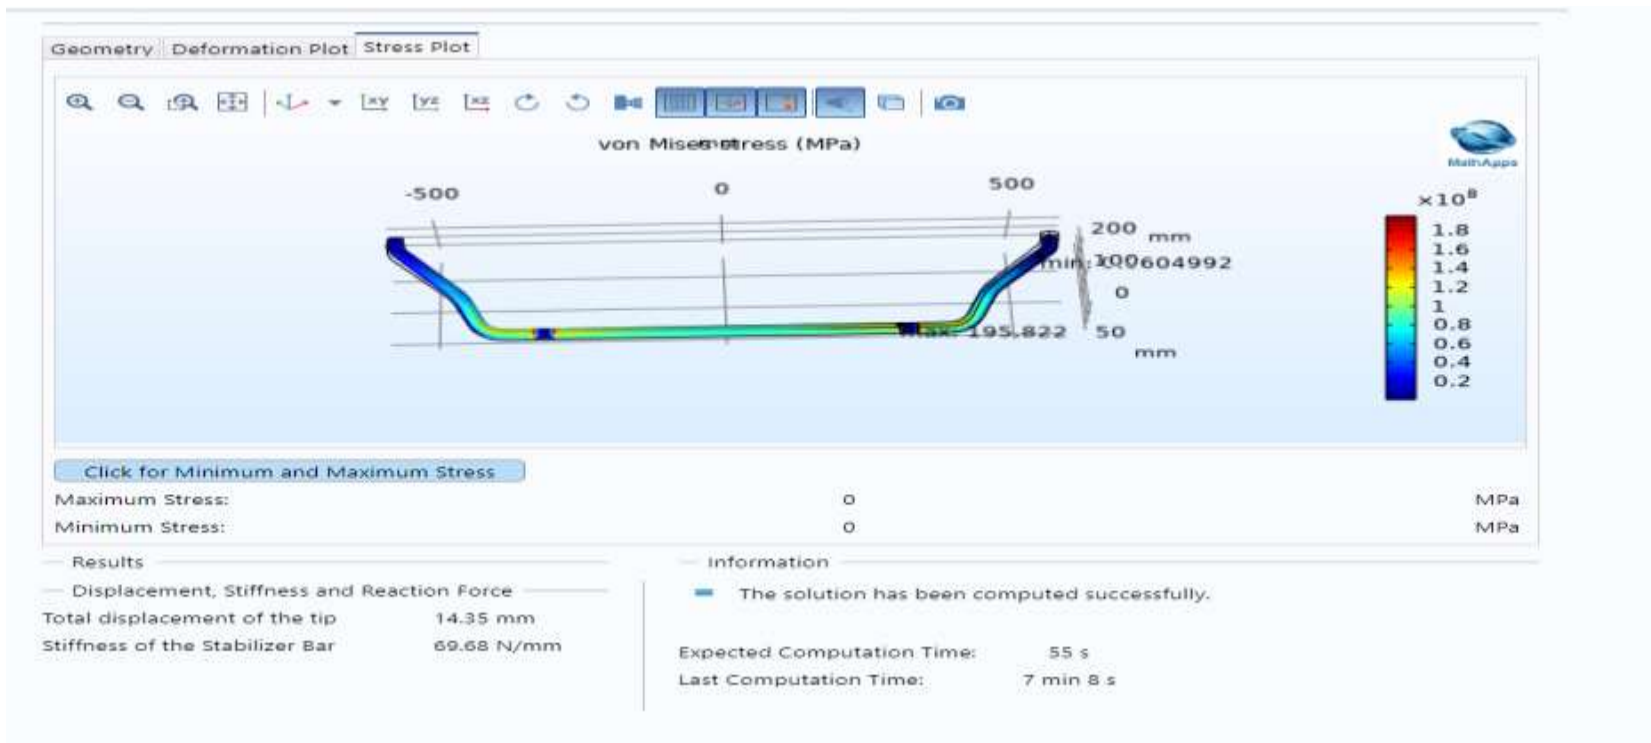 Geometry Deformation Plot Stress Plot
xy yz xz
von Mises stress (MPa)
MathApps
-500 0 500
×10⁸
200 mm
1.8
1.6
100
1.4
0
1.2
1
max: 195.822 50
0.8
mm
0.6
0.4
0.2
Click for Minimum and Maximum Stress
Maximum Stress: 0 MPa
Minimum Stress: 0 MPa
Results
Displacement, Stiffness and Reaction Force
Total displacement of the tip 14.35 mm
Stiffness of the Stabilizer Bar 69.68 N/mm
Information
The solution has been computed successfully.
Expected Computation Time: 55 s
Last Computation Time: 7 min 8 s